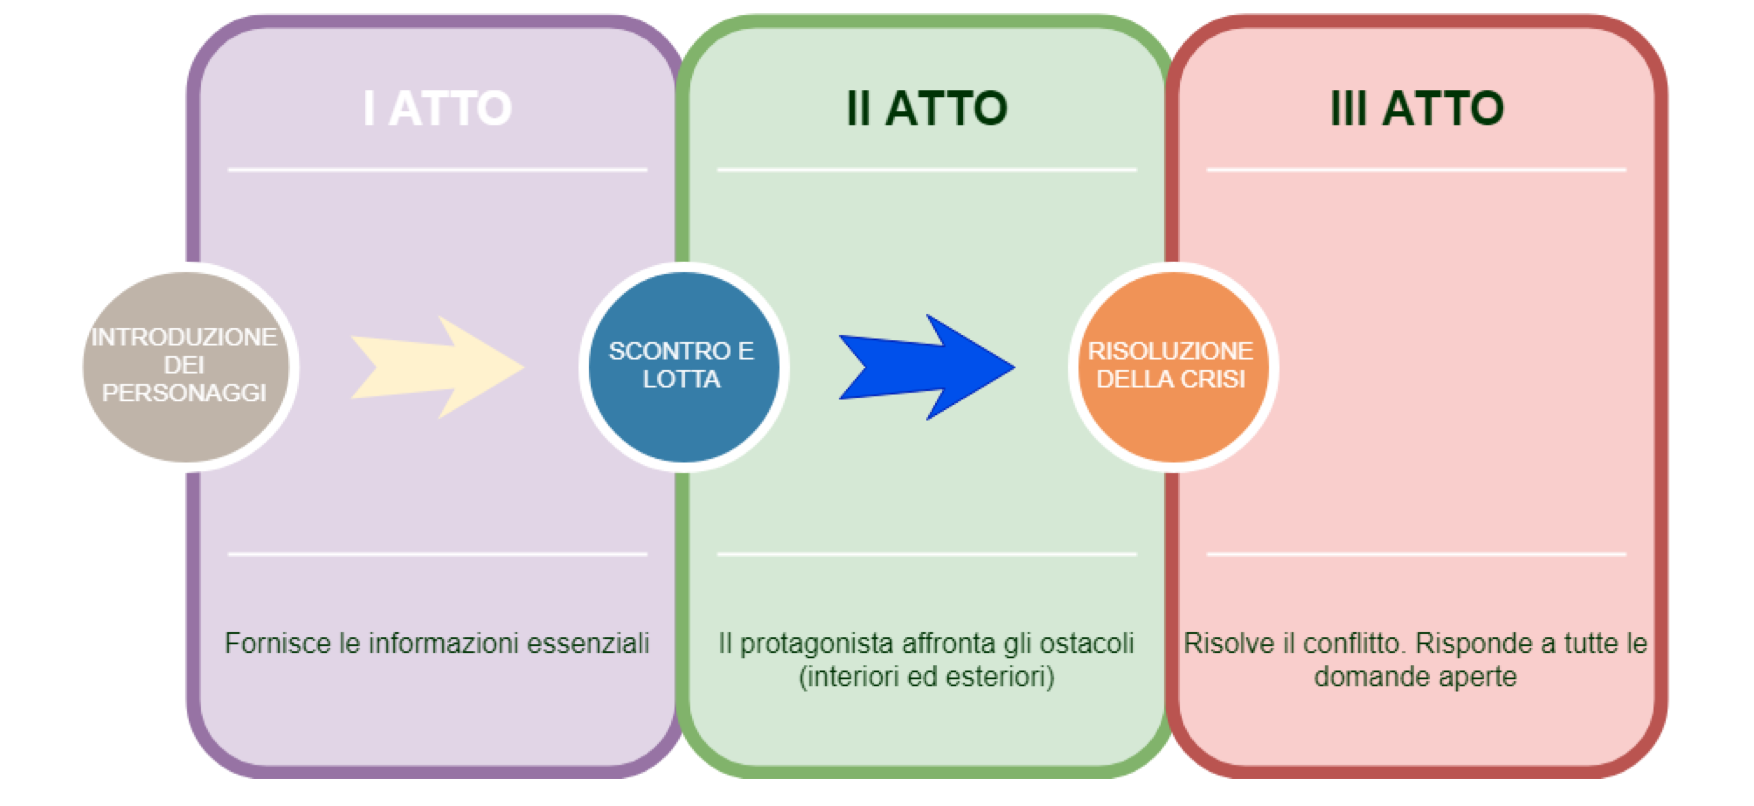 I ATTO
INTRODUZIONE
DEI
PERSONAGGI
Fornisce le informazioni essenziali
II ATTO
SCONTRO E
LOTTA
Il protagonista affronta gli ostacoli
(interiori ed esteriori)
III ATTO
RISOLUZIONE
DELLA CRISI
Risolve il conflitto. Risponde a tutte le
domande aperte